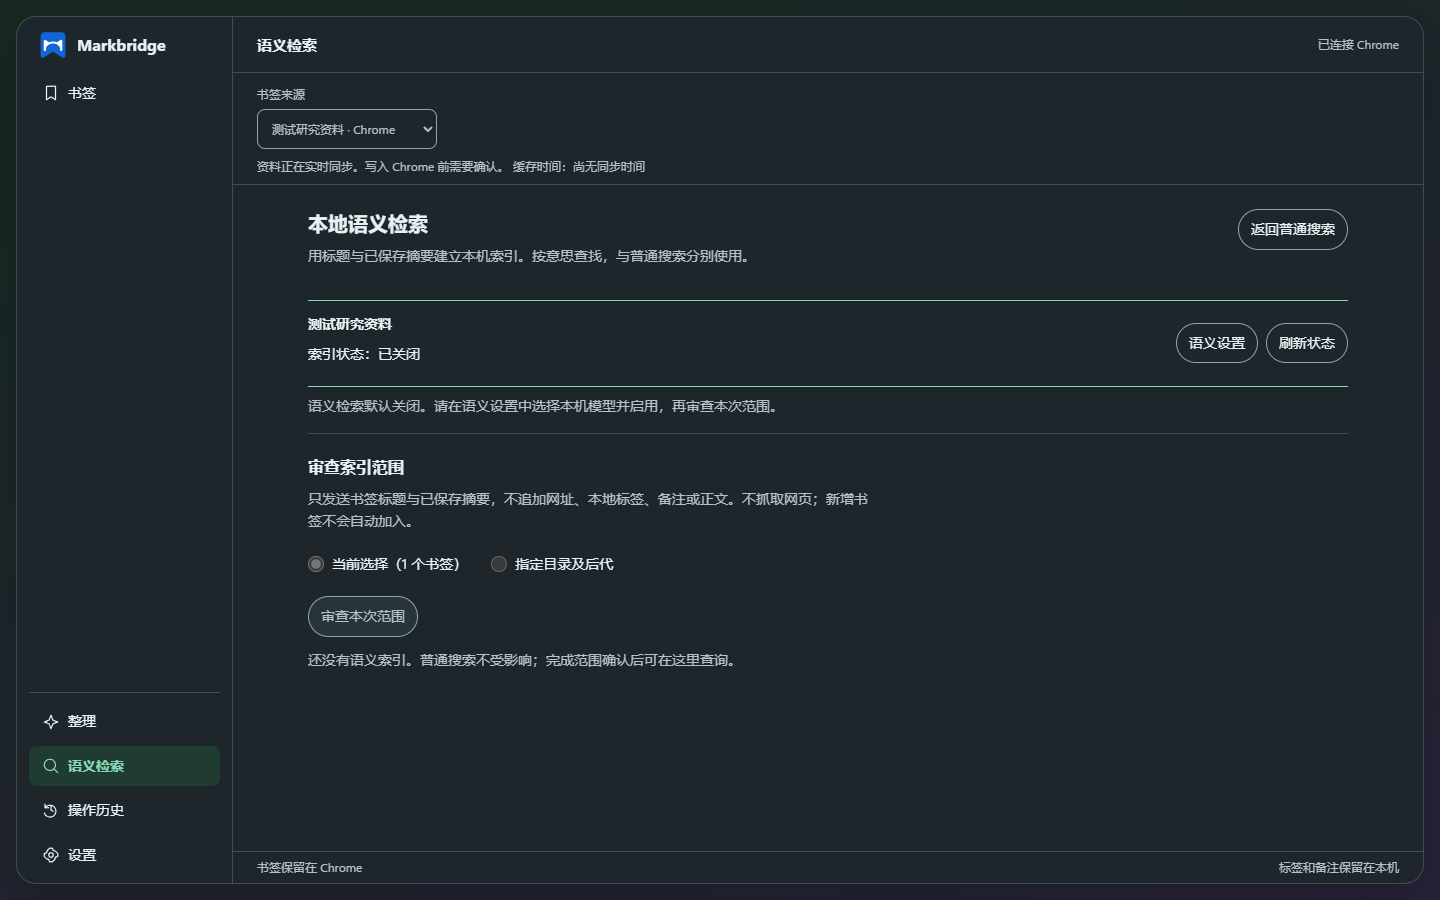 Markbridge
书签
语义检索
已连接 Chrome
书签来源
测试研究资料 · Chrome
资料正在实时同步。写入 Chrome 前需要确认。 缓存时间：尚无同步时间
本地语义检索
返回普通搜索
用标题与已保存摘要建立本机索引。按意思查找，与普通搜索分别使用。
测试研究资料
索引状态：已关闭
语义设置
刷新状态
语义检索默认关闭。请在语义设置中选择本机模型并启用，再审查本次范围。
审查索引范围
只发送书签标题与已保存摘要，不追加网址、本地标签、备注或正文。不抓取网页；新增书
签不会自动加入。
当前选择（1 个书签）
指定目录及后代
审查本次范围
还没有语义索引。普通搜索不受影响；完成范围确认后可在这里查询。
整理
语义检索
操作历史
设置
书签保留在 Chrome
标签和备注保留在本机